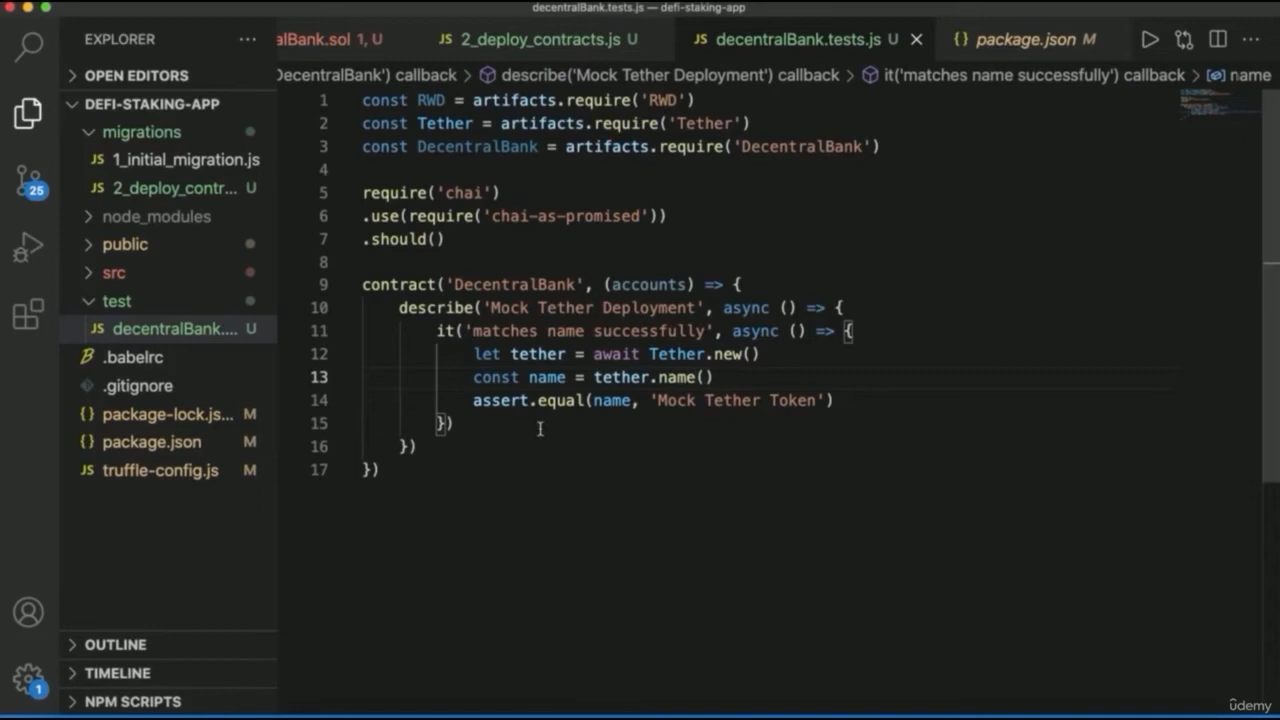 decentralBank.tests.js — defi-staking-app
EXPLORER
alBank.sol 1, U
JS 2_deploy_contracts.js U
JS decentralBank.tests.js U
{} package.json M
DecentralBank') callback > describe('Mock Tether Deployment') callback > it('matches name successfully') callback > name
OPEN EDITORS
DEFI-STAKING-APP
migrations
JS 1_initial_migration.js
JS 2_deploy_contr... U
node_modules
public
src
test
JS decentralBank.... U
.babelrc
.gitignore
{} package-lock.js... M
{} package.json M
JS truffle-config.js M
25
1
OUTLINE
TIMELINE
NPM SCRIPTS
1 const RWD = artifacts.require('RWD')
2 const Tether = artifacts.require('Tether')
3 const DecentralBank = artifacts.require('DecentralBank')
4
5 require('chai')
6 .use(require('chai-as-promised'))
7 .should()
8
9 contract('DecentralBank', (accounts) => {
10 describe('Mock Tether Deployment', async () => {
11 it('matches name successfully', async () => {
12 let tether = await Tether.new()
13 const name = tether.name()
14 assert.equal(name, 'Mock Tether Token')
15 })
16 })
17 })
ûdemy